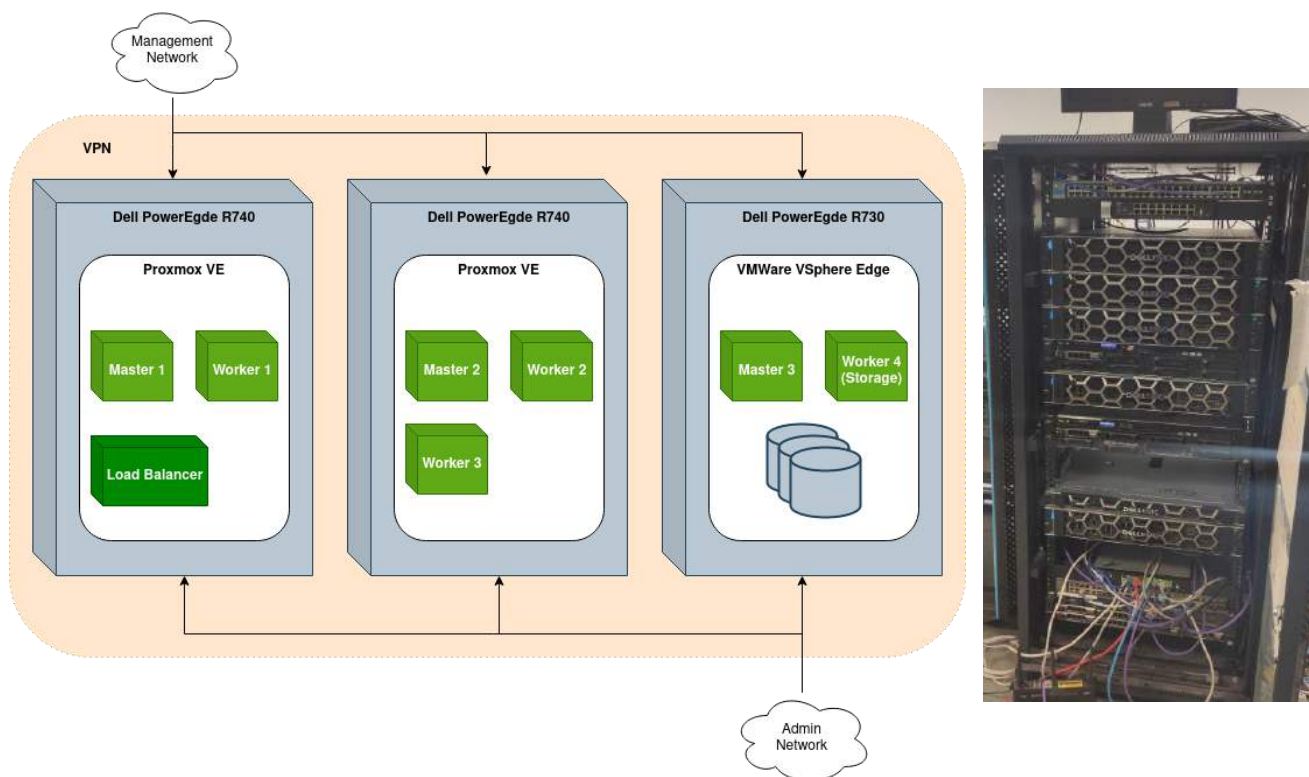 Management
Network
VPN
Dell PowerEgde R740
Proxmox VE
Master 1
Worker 1
Load Balancer
Dell PowerEgde R740
Proxmox VE
Master 2
Worker 2
Worker 3
Dell PowerEgde R730
VMWare VSphere Edge
Master 3
Worker 4
(Storage)
Admin
Network